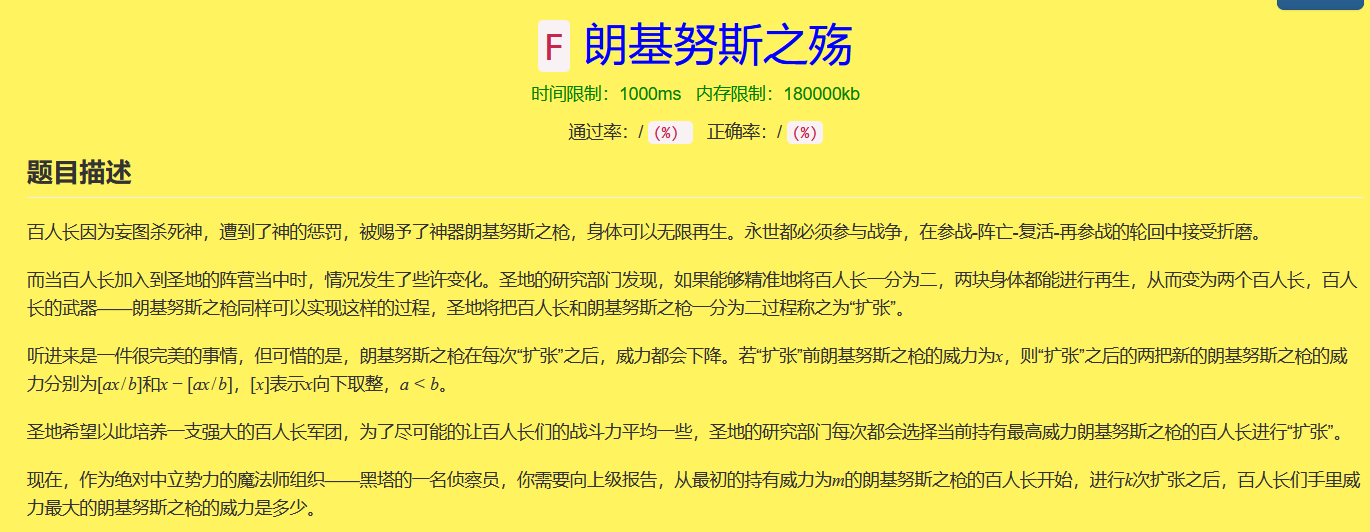 F 朗基努斯之殇
时间限制：1000ms 内存限制：180000kb
通过率：/ (%) 正确率：/ (%)
题目描述
百人长因为妄图杀死神，遭到了神的惩罚，被赐予了神器朗基努斯之枪，身体可以无限再生。永世都必须参与战争，在参战-阵亡-复活-再参战的轮回中接受折磨。
而当百人长加入到圣地的阵营当中时，情况发生了些许变化。圣地的研究部门发现，如果能够精准地将百人长一分为二，两块身体都能进行再生，从而变为两个百人长，百人
长的武器——朗基努斯之枪同样可以实现这样的过程，圣地将把百人长和朗基努斯之枪一分为二过程称之为“扩张”。
听进来是一件很完美的事情，但可惜的是，朗基努斯之枪在每次“扩张”之后，威力都会下降。若“扩张”前朗基努斯之枪的威力为x，则“扩张”之后的两把新的朗基努斯之枪的威
力分别为[ax/b]和x − [ax/b]，[x]表示x向下取整，a < b。
圣地希望以此培养一支强大的百人长军团，为了尽可能的让百人长们的战斗力平均一些，圣地的研究部门每次都会选择当前持有最高威力朗基努斯之枪的百人长进行“扩张”。
现在，作为绝对中立势力的魔法师组织——黑塔的一名侦察员，你需要向上级报告，从最初的持有威力为m的朗基努斯之枪的百人长开始，进行k次扩张之后，百人长们手里威
力最大的朗基努斯之枪的威力是多少。